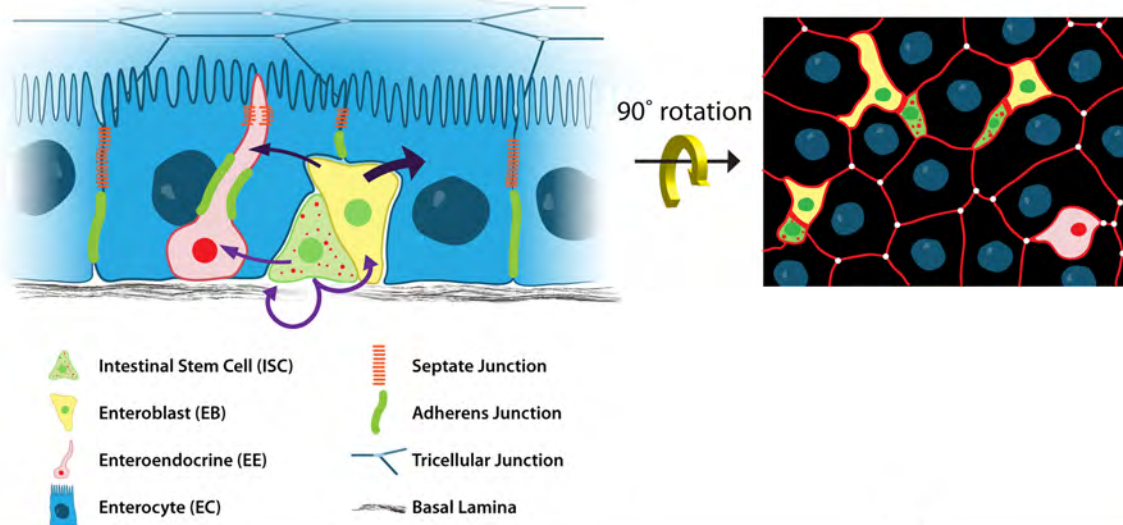 90° rotation
Intestinal Stem Cell (ISC)
Enteroblast (EB)
Enteroendocrine (EE)
Enterocyte (EC)
Septate Junction
Adherens Junction
Tricellular Junction
Basal Lamina